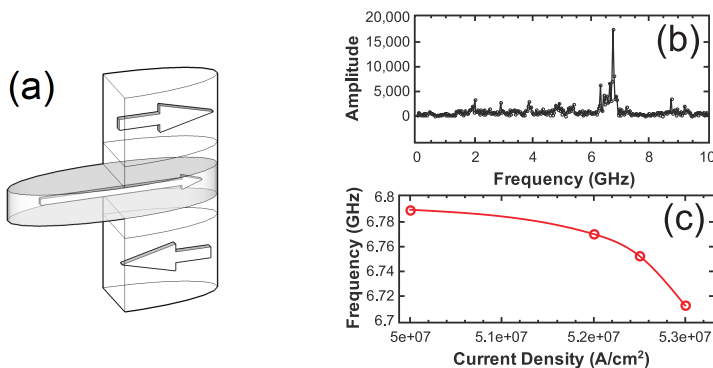 (a)
(b)
Amplitude
20,000
15,000
10,000
5,000
0
0 2 4 6 8 10
Frequency (GHz)
(c)
Frequency (GHz)
6.8
6.78
6.76
6.74
6.72
6.7
5e+07 5.1e+07 5.2e+07 5.3e+07
Current Density (A/cm²)